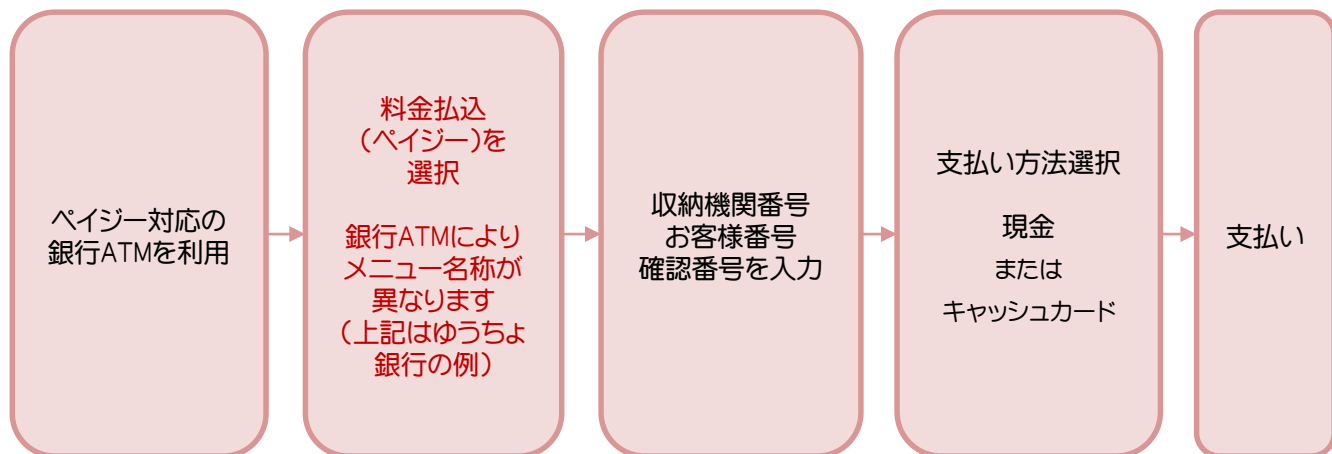 ペイジー対応の
銀行ATMを利用
料金払込
(ペイジー)を
選択
銀行ATMにより
メニュー名称が
異なります
(上記はゆうちょ
銀行の例)
収納機関番号
お客様番号
確認番号を入力
支払い方法選択
現金
または
キャッシュカード
支払い